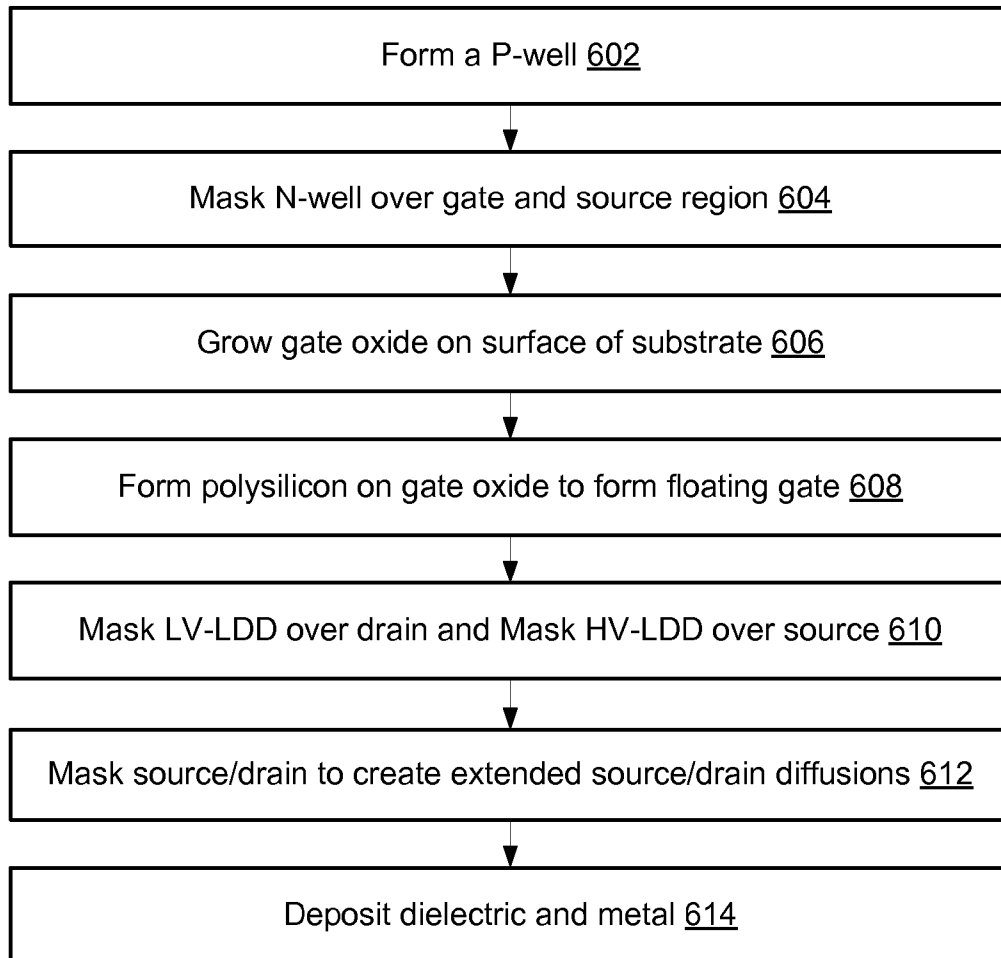 Form a P-well 602
Mask N-well over gate and source region 604
Grow gate oxide on surface of substrate 606
Form polysilicon on gate oxide to form floating gate 608
Mask LV-LDD over drain and Mask HV-LDD over source 610
Mask source/drain to create extended source/drain diffusions 612
Deposit dielectric and metal 614